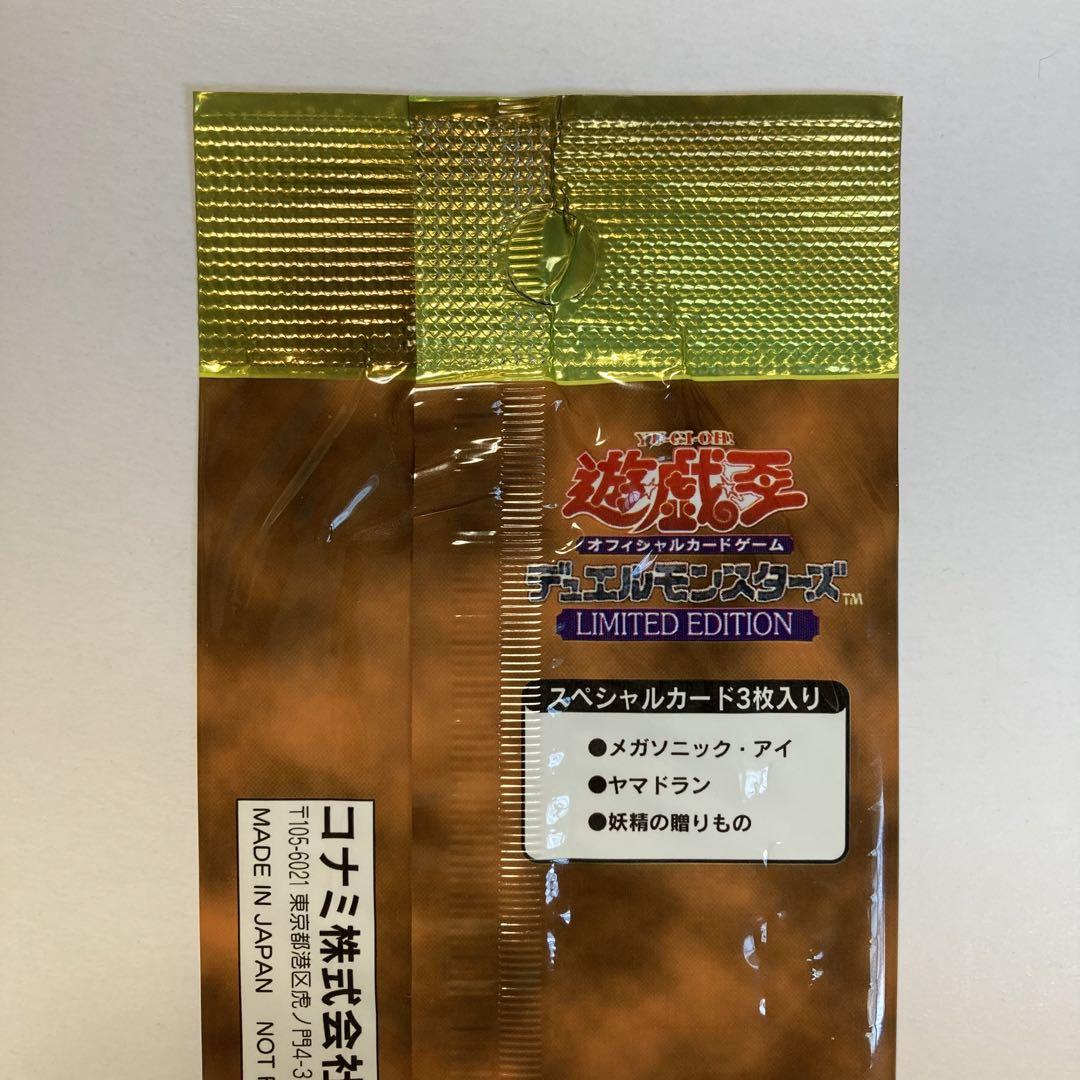 YU-GI-OH!
遊戯王
オフィシャルカードゲーム
デュエルモンスターズ™
LIMITED EDITION
スペシャルカード3枚入り
●メガソニック・アイ
●ヤマドラン
●妖精の贈りもの
コナミ株式会社
〒105-6021 東京都港区虎ノ門4-3
MADE IN JAPAN NOT